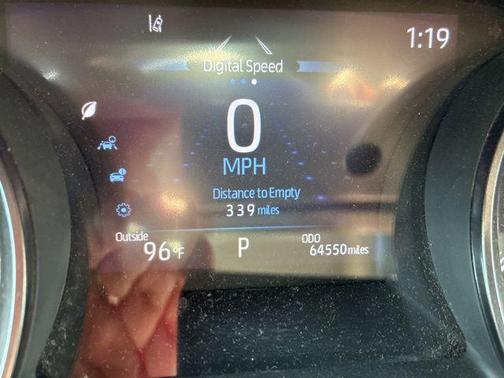 1:19
Digital Speed
0
MPH
Distance to Empty
339 miles
Outside
96°F
P
ODO
64550 miles